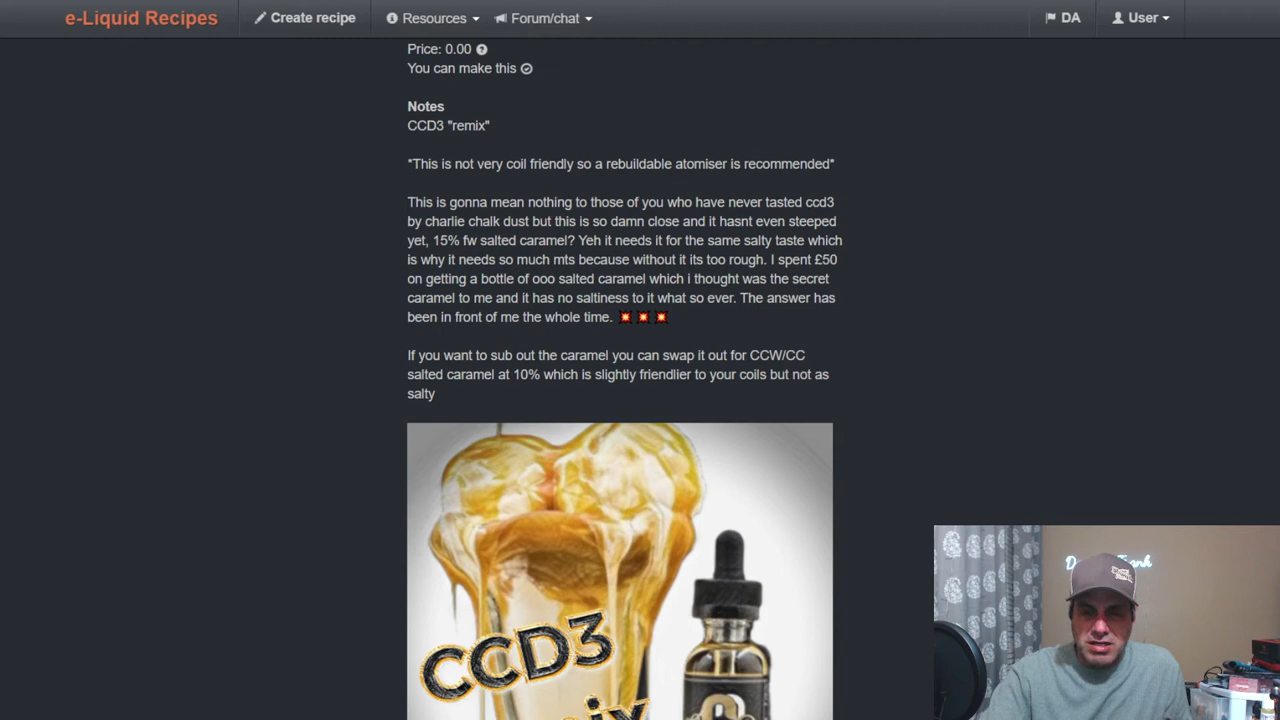 e-Liquid Recipes
Create recipe
Resources
Forum/chat
DA
User
Price: 0.00
You can make this
Notes
CCD3 "remix"
*This is not very coil friendly so a rebuildable atomiser is recommended*
This is gonna mean nothing to those of you who have never tasted ccd3
by charlie chalk dust but this is so damn close and it hasnt even steeped
yet, 15% fw salted caramel? Yeh it needs it for the same salty taste which
is why it needs so much mts because without it its too rough. I spent £50
on getting a bottle of ooo salted caramel which i thought was the secret
caramel to me and it has no saltiness to it what so ever. The answer has
been in front of me the whole time. 💥💥💥
If you want to sub out the caramel you can swap it out for CCW/CC
salted caramel at 10% which is slightly friendlier to your coils but not as
salty
CCD3